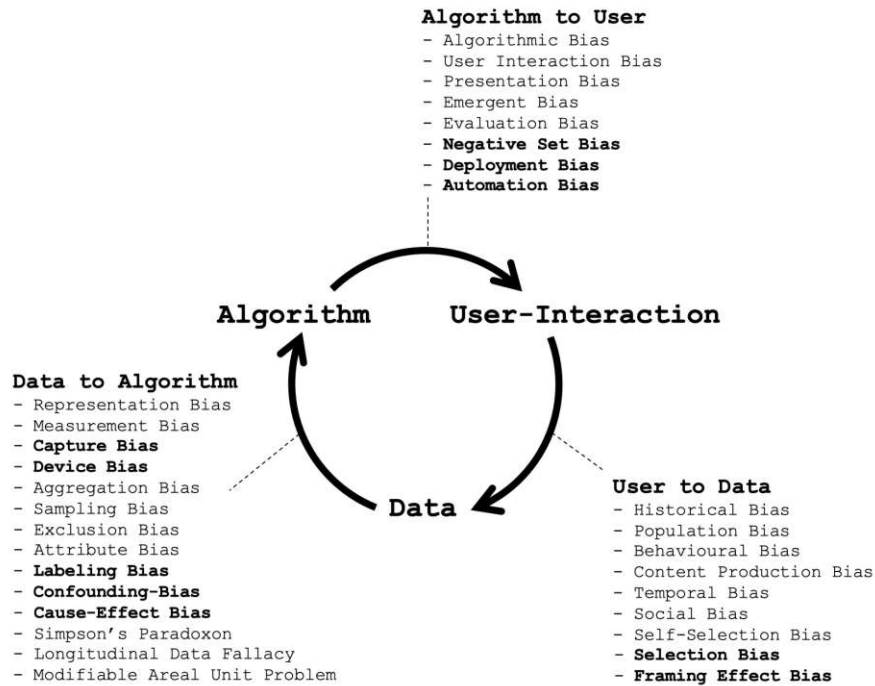 Algorithm to User
- Algorithmic Bias
- User Interaction Bias
- Presentation Bias
- Emergent Bias
- Evaluation Bias
- Negative Set Bias
- Deployment Bias
- Automation Bias
Algorithm
User-Interaction
Data to Algorithm
- Representation Bias
- Measurement Bias
- Capture Bias
- Device Bias
- Aggregation Bias
- Sampling Bias
- Exclusion Bias
- Attribute Bias
- Labeling Bias
- Confounding-Bias
- Cause-Effect Bias
- Simpson's Paradoxon
- Longitudinal Data Fallacy
- Modifiable Areal Unit Problem
Data
User to Data
- Historical Bias
- Population Bias
- Behavioural Bias
- Content Production Bias
- Temporal Bias
- Social Bias
- Self-Selection Bias
- Selection Bias
- Framing Effect Bias